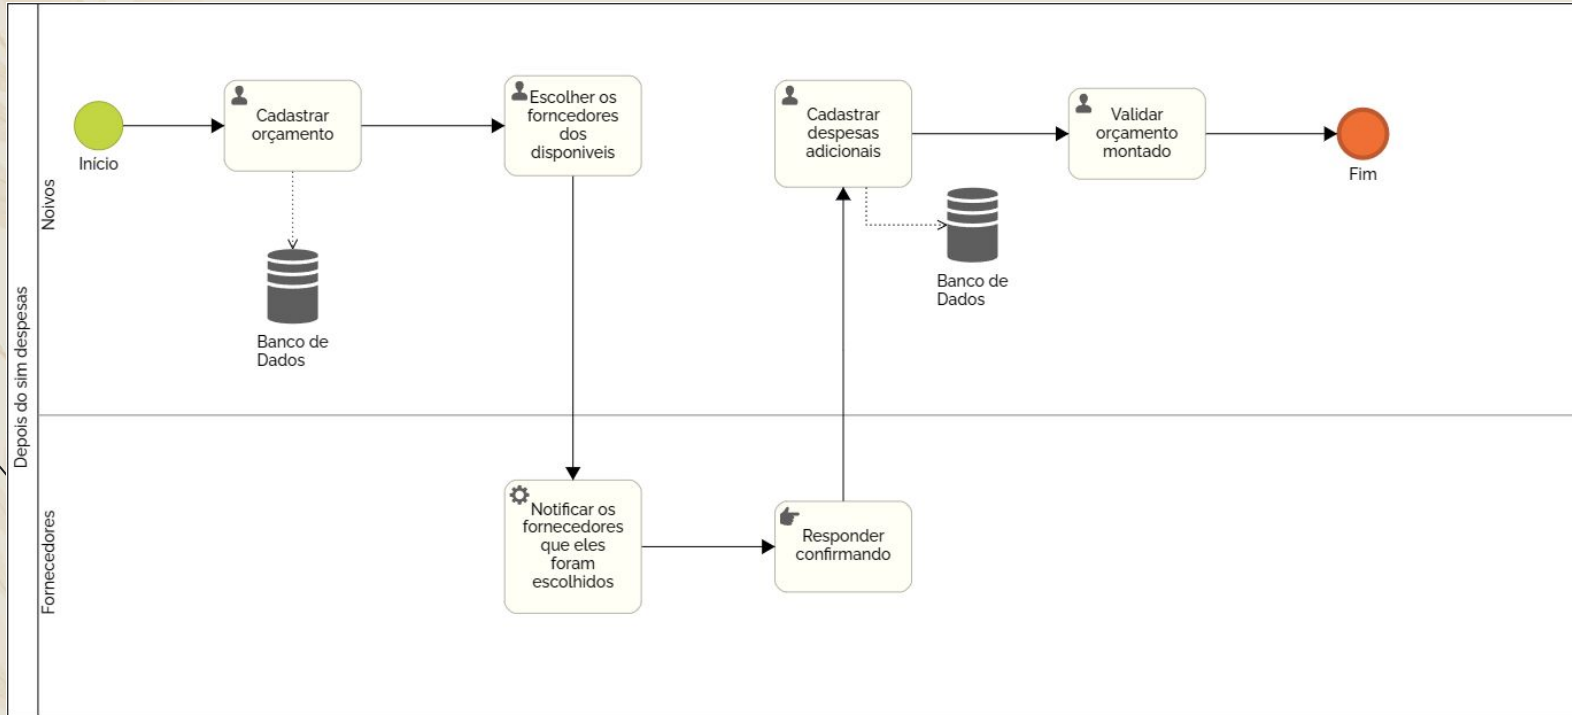 Depois do sim despesas
Noivos
Início
Cadastrar
orçamento
Banco de
Dados
Escolher os
forncedores
dos
disponiveis
Cadastrar
despesas
adicionais
Banco de
Dados
Validar
orçamento
montado
Fim
Fornecedores
Notificar os
fornecedores
que eles
foram
escolhidos
Responder
confirmando